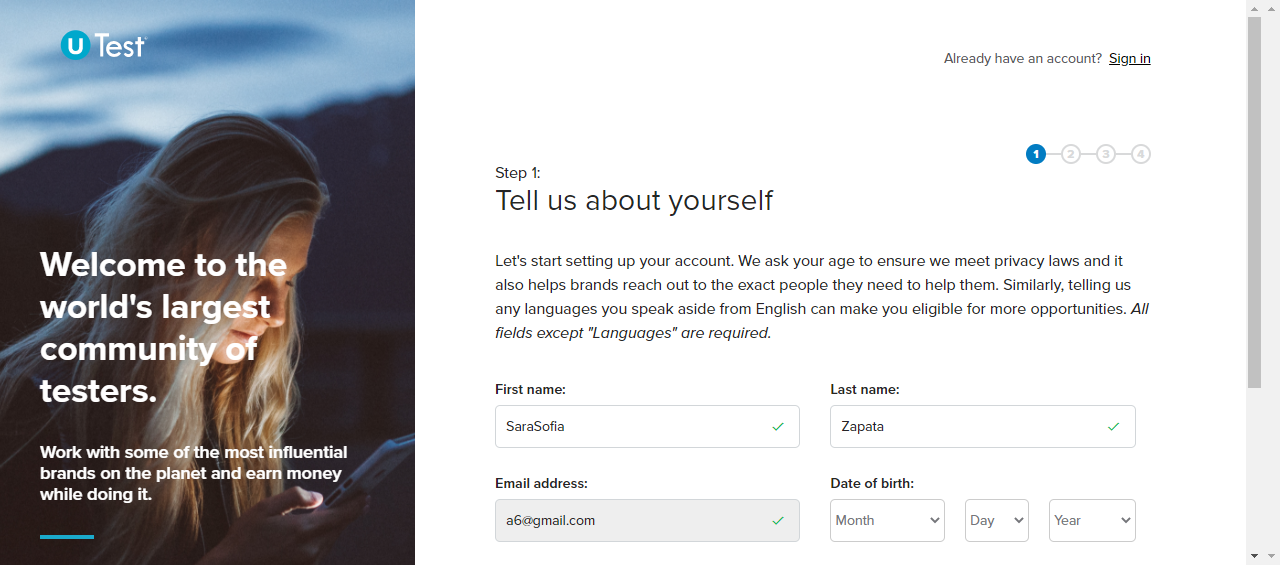 U Test
Already have an account? Sign in
1 2 3 4
Step 1:
Tell us about yourself
Let's start setting up your account. We ask your age to ensure we meet privacy laws and it
also helps brands reach out to the exact people they need to help them. Similarly, telling us
any languages you speak aside from English can make you eligible for more opportunities. All
fields except "Languages" are required.
Welcome to the
world's largest
community of
testers.
Work with some of the most influential
brands on the planet and earn money
while doing it.
First name:
SaraSofia
Last name:
Zapata
Email address:
a6@gmail.com
Date of birth:
Month Day Year